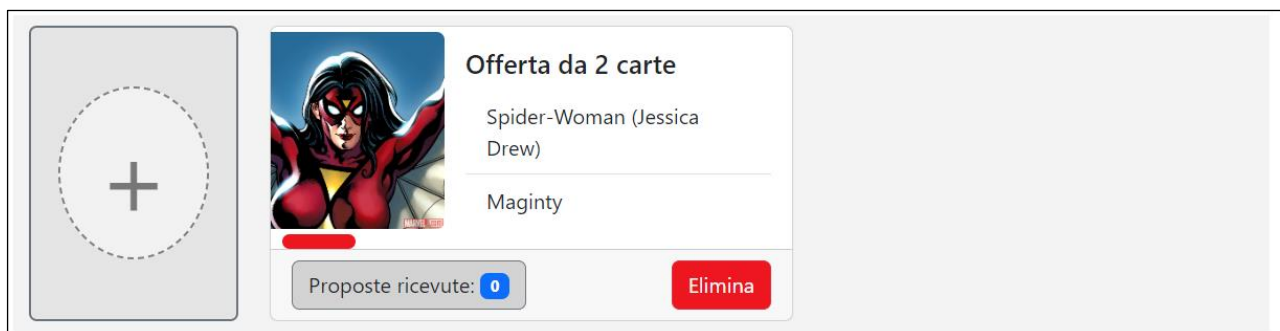 Offerta da 2 carte
Spider-Woman (Jessica
Drew)
Maginty
Proposte ricevute: 0
Elimina